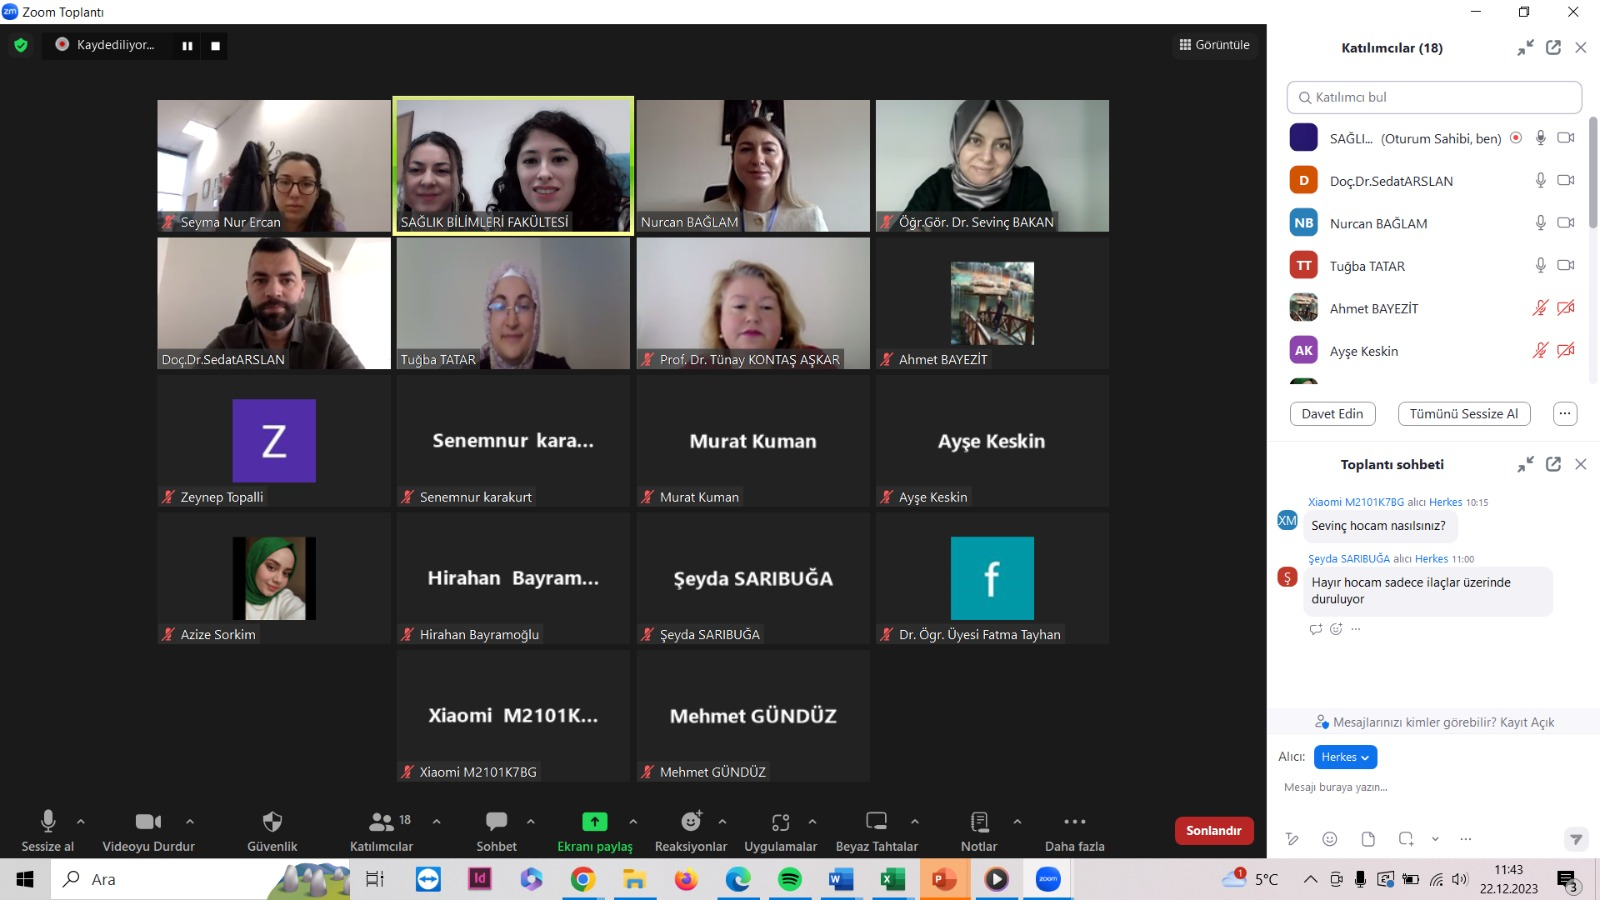 Zoom Toplantı
Kaydediliyor...
Görüntüle
Seyma Nur Ercan
SAĞLIK BİLİMLERİ FAKÜLTESİ
Nurcan BAĞLAM
Öğr.Gör. Dr. Sevinç BAKAN
Doç.Dr.SedatARSLAN
Tuğba TATAR
Prof. Dr. Tünay KONTAŞ AŞKAR
Ahmet BAYEZİT
Z
Senemnur kara...
Murat Kuman
Ayşe Keskin
Zeynep Topalli
Senemnur karakurt
Murat Kuman
Ayşe Keskin
Hirahan Bayram...
Şeyda SARIBUĞA
f
Azize Sorkim
Hirahan Bayramoğlu
Şeyda SARIBUĞA
Dr. Ögr. Üyesi Fatma Tayhan
Xiaomi M2101K...
Mehmet GÜNDÜZ
Xiaomi M2101K7BG
Mehmet GÜNDÜZ
Katılımcılar (18)
Katılımcı bul
SAĞLI... (Oturum Sahibi, ben)
D Doç.Dr.SedatARSLAN
NB Nurcan BAĞLAM
TT Tuğba TATAR
Ahmet BAYEZİT
AK Ayşe Keskin
Davet Edin
Tümünü Sessize Al
Toplantı sohbeti
Xiaomi M2101K7BG alıcı Herkes 10:15
XM Sevinç hocam nasılsınız?
Şeyda SARIBUĞA alıcı Herkes 11:00
Ş Hayır hocam sadece ilaçlar üzerinde
duruluyor
Mesajlarınızı kimler görebilir? Kayıt Açık
Alıcı: Herkes
Mesajı buraya yazın...
Sessize al
Videoyu Durdur
Güvenlik
18
Katılımcılar
Sohbet
Ekranı paylaş
Reaksiyonlar
Uygulamalar
Beyaz Tahtalar
Notlar
Daha fazla
Sonlandır
Ara
5°C
11:43
22.12.2023